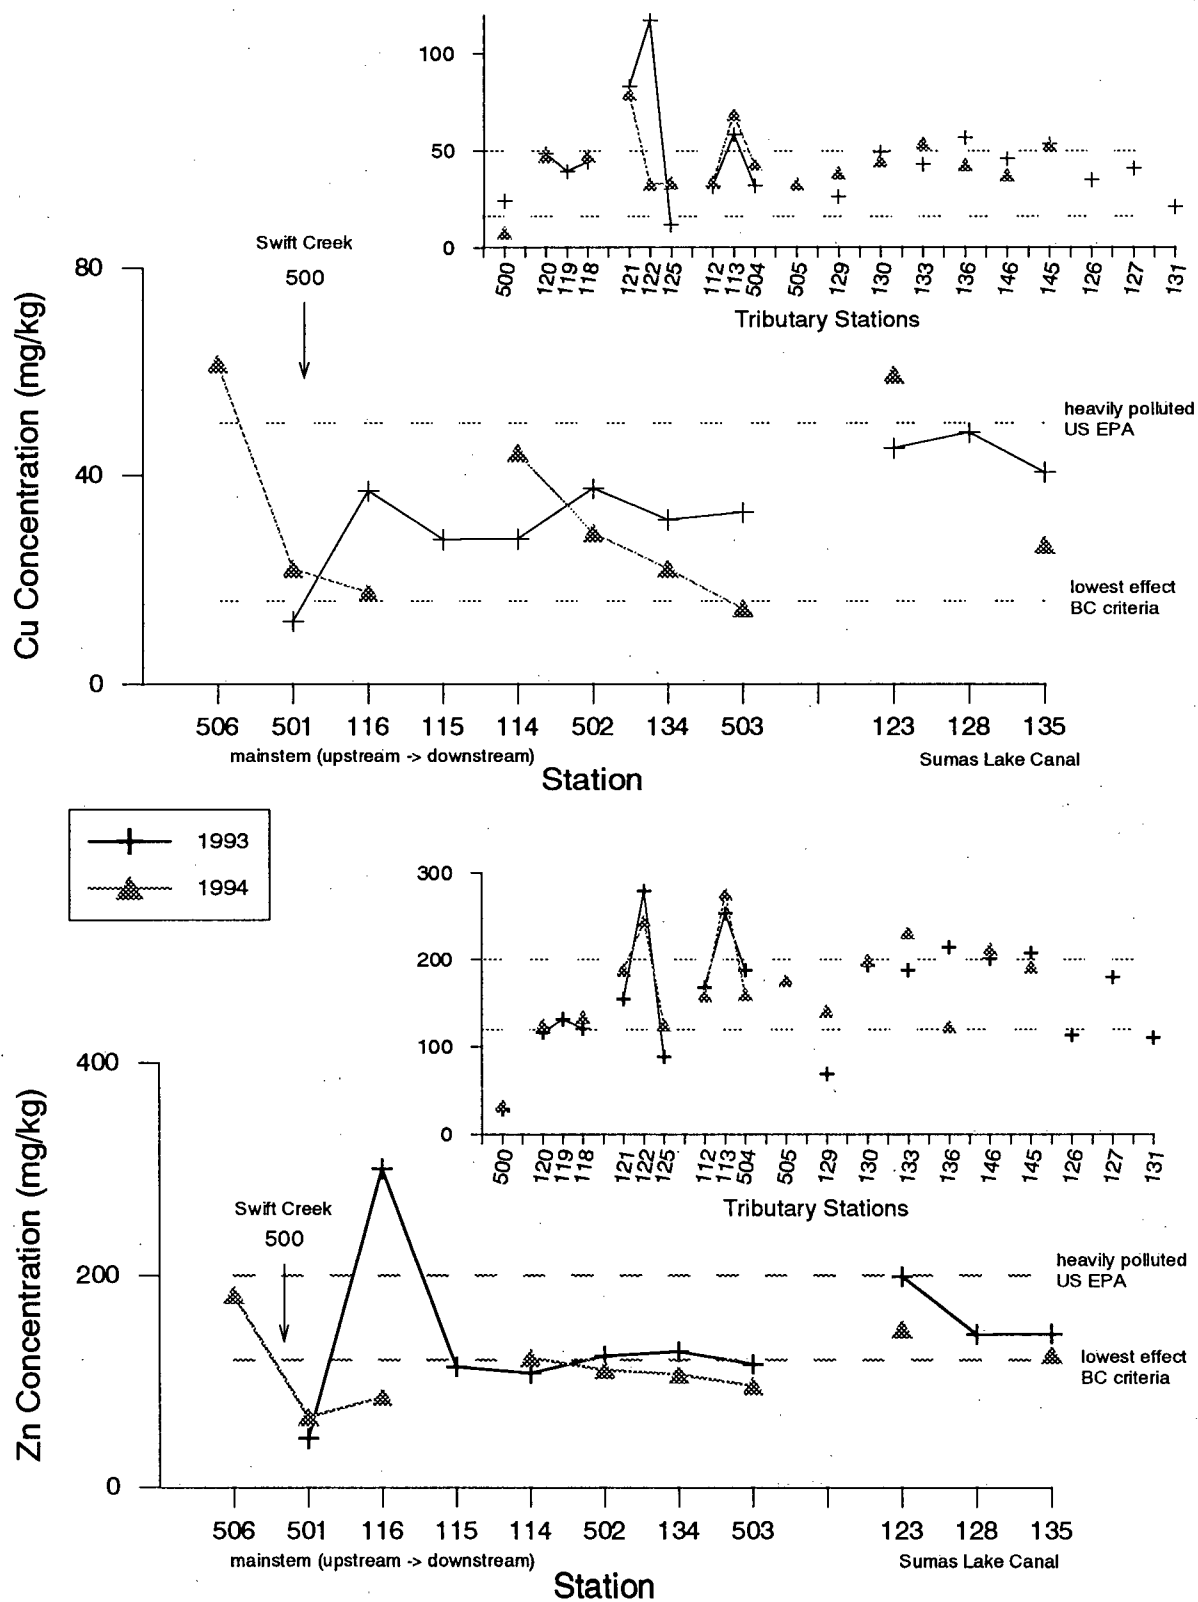 100
50
0
500 120 119 118 121 122 125 112 113 504 505 129 130 133 136 146 145 126 127 131
Tributary Stations
Swift Creek
500
Cu Concentration (mg/kg)
80
40
0
heavily polluted
US EPA
lowest effect
BC criteria
506 501 116 115 114 502 134 503 123 128 135
mainstem (upstream -> downstream)
Sumas Lake Canal
Station
1993
1994
300
200
100
0
500 120 119 118 121 122 125 112 113 504 505 129 130 133 136 146 145 126 127 131
Tributary Stations
Swift Creek
500
Zn Concentration (mg/kg)
400
200
0
heavily polluted
US EPA
lowest effect
BC criteria
506 501 116 115 114 502 134 503 123 128 135
mainstem (upstream -> downstream)
Sumas Lake Canal
Station